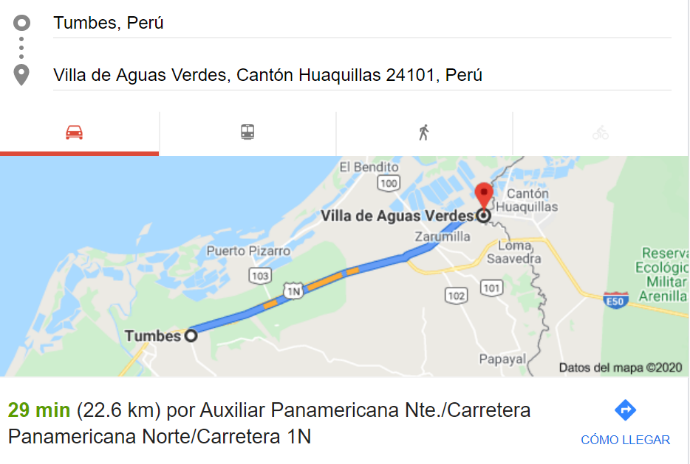 Tumbes, Perú
Villa de Aguas Verdes, Cantón Huaquillas 24101, Perú
El Bendito
100
Cantón
Huaquillas
Villa de Aguas Verdes
Zarumilla
Puerto Pizarro
Loma
Saavedra
Reserva
Ecológico
Militar
Arenilla
103
1N
102
101
E50
Tumbes
Papayal
Datos del mapa ©2020
29 min (22.6 km) por Auxiliar Panamericana Nte./Carretera
Panamericana Norte/Carretera 1N
CÓMO LLEGAR